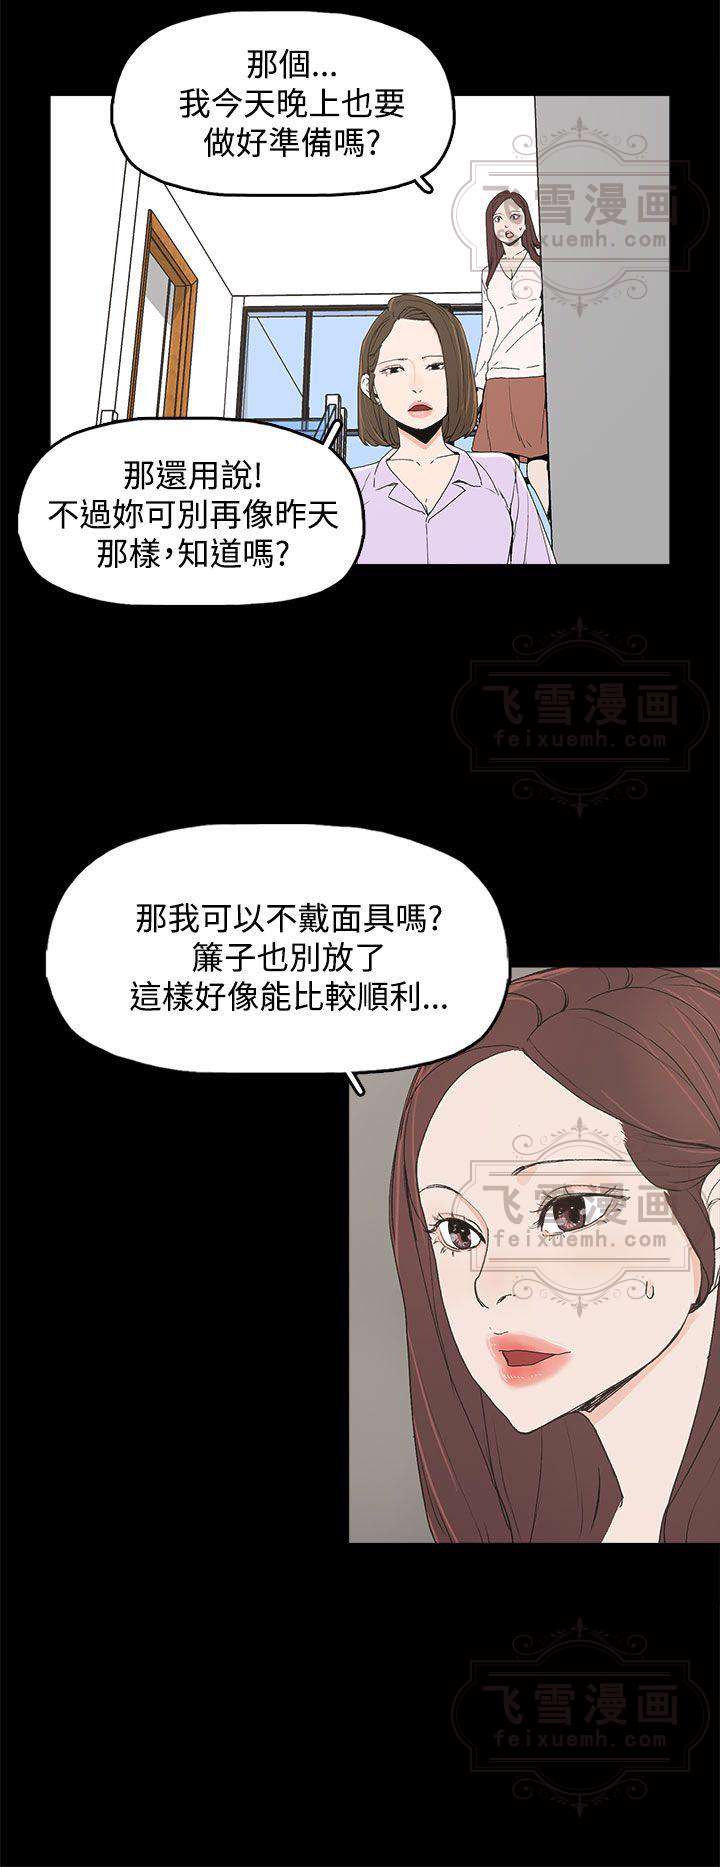 那個...
我今天晚上也要
做好準備嗎?
飞雪漫画
feixuemh.com
那還用說!
不過妳可別再像昨天
那樣,知道嗎?
飞雪漫画
feixuemh.com
那我可以不戴面具嗎?
簾子也別放了
這樣好像能比較順利...
飞雪漫画
feixuemh.com
飞雪漫画
feixuemh.com